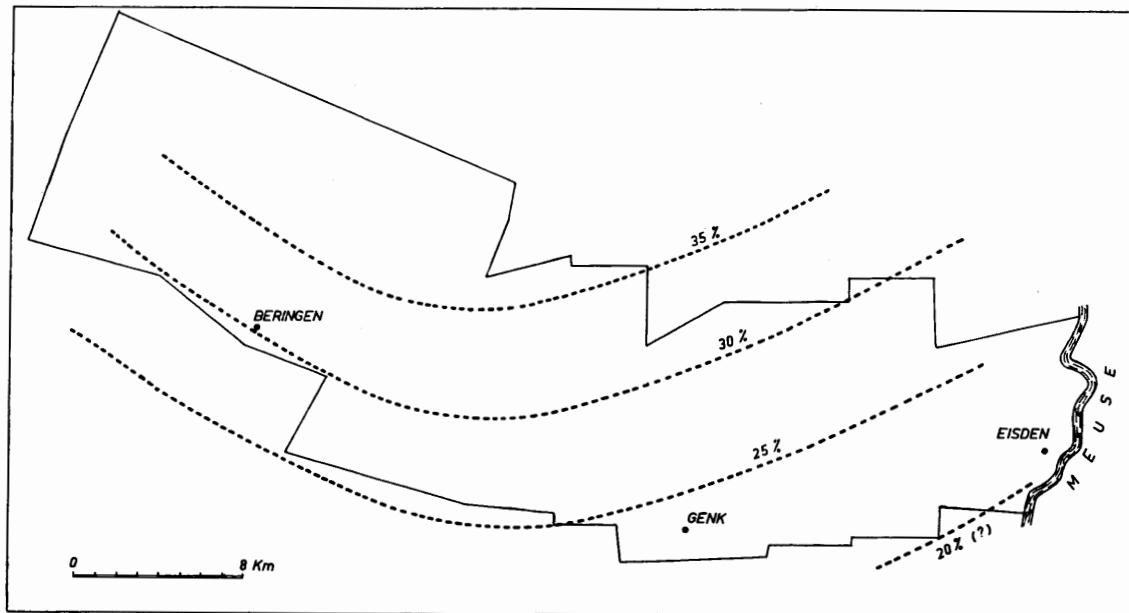 35 %
BERINGEN
30 %
25 %
EISDEN
MEUSE
GENK
20% (?)
0 8 Km